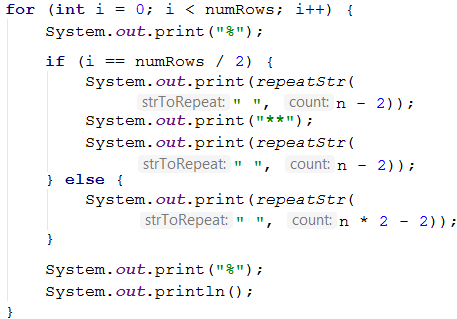 for (int i = 0; i < numRows; i++) {
    System.out.print("%");
    if (i == numRows / 2) {
        System.out.print(repeatStr(
                strToRepeat: " ", count: n - 2));
        System.out.print("**");
        System.out.print(repeatStr(
                strToRepeat: " ", count: n - 2));
    } else {
        System.out.print(repeatStr(
                strToRepeat: " ", count: n * 2 - 2));
    }
    System.out.print("%");
    System.out.println();
}